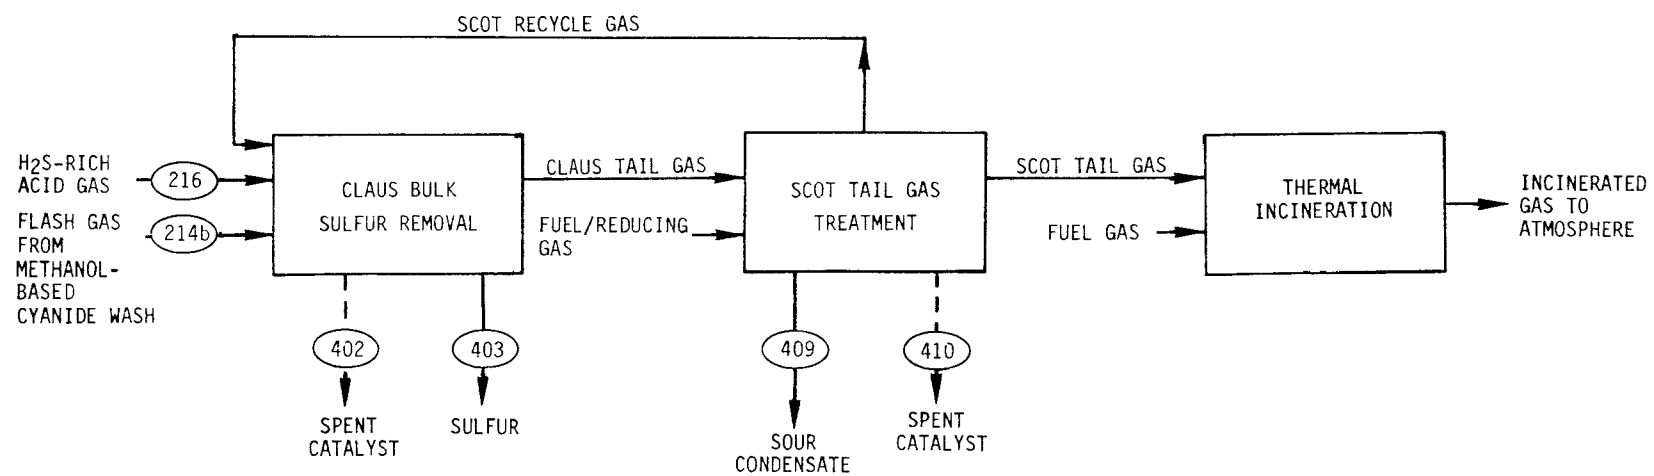 SCOT RECYCLE GAS
H2S-RICH
ACID GAS
216
FLASH GAS
FROM
METHANOL-
BASED
CYANIDE WASH
214b
CLAUS BULK
SULFUR REMOVAL
CLAUS TAIL GAS
FUEL/REDUCING
GAS
SCOT TAIL GAS
TREATMENT
SCOT TAIL GAS
FUEL GAS
THERMAL
INCINERATION
INCINERATED
GAS TO
ATMOSPHERE
402
403
409
410
SPENT
CATALYST
SULFUR
SOUR
CONDENSATE
SPENT
CATALYST